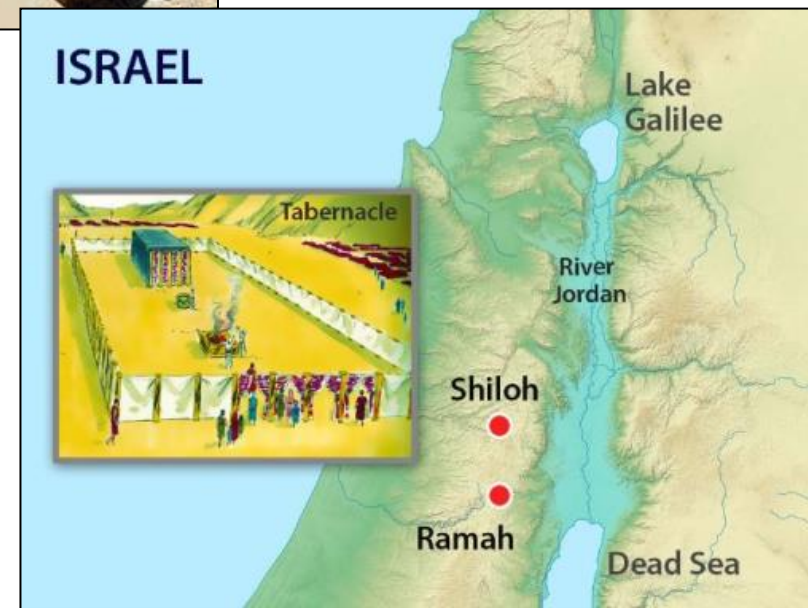 ISRAEL
Lake
Galilee
Tabernacle
River
Jordan
Shiloh
Ramah
Dead Sea